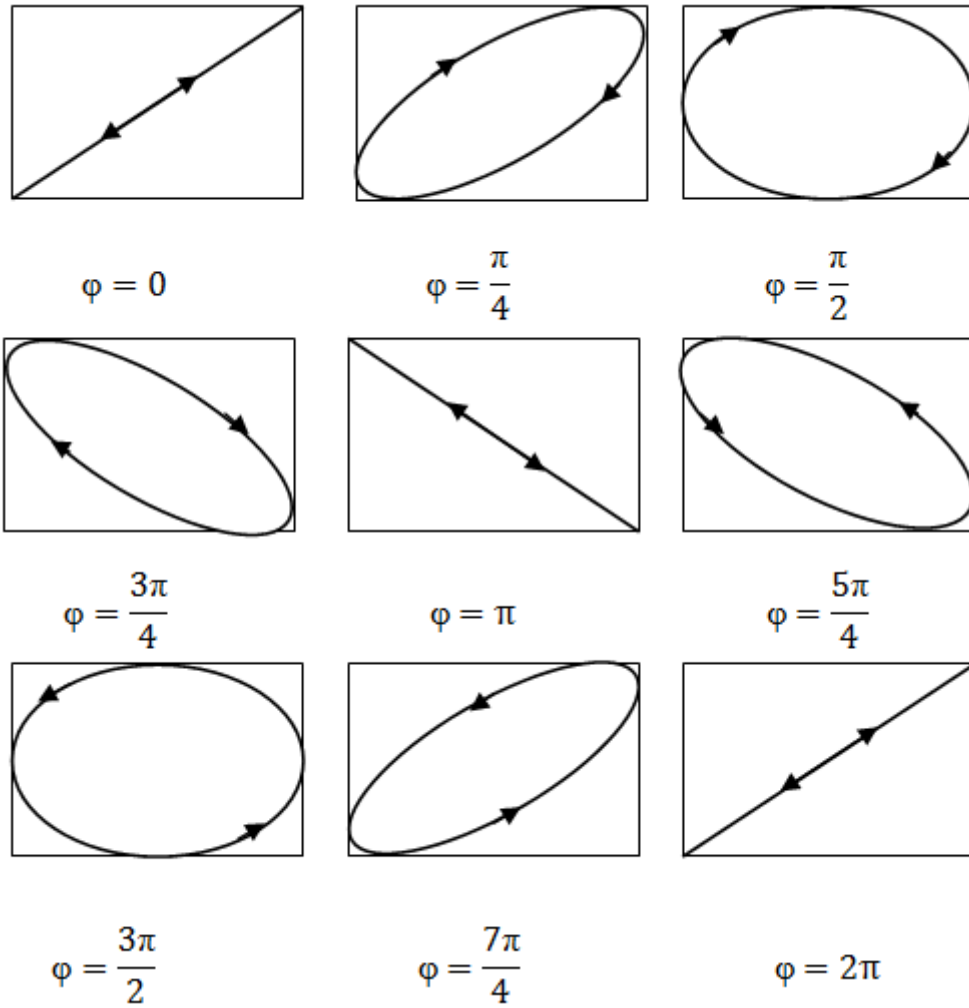 φ = 0
φ = π/4
φ = π/2
φ = 3π/4
φ = π
φ = 5π/4
φ = 3π/2
φ = 7π/4
φ = 2π